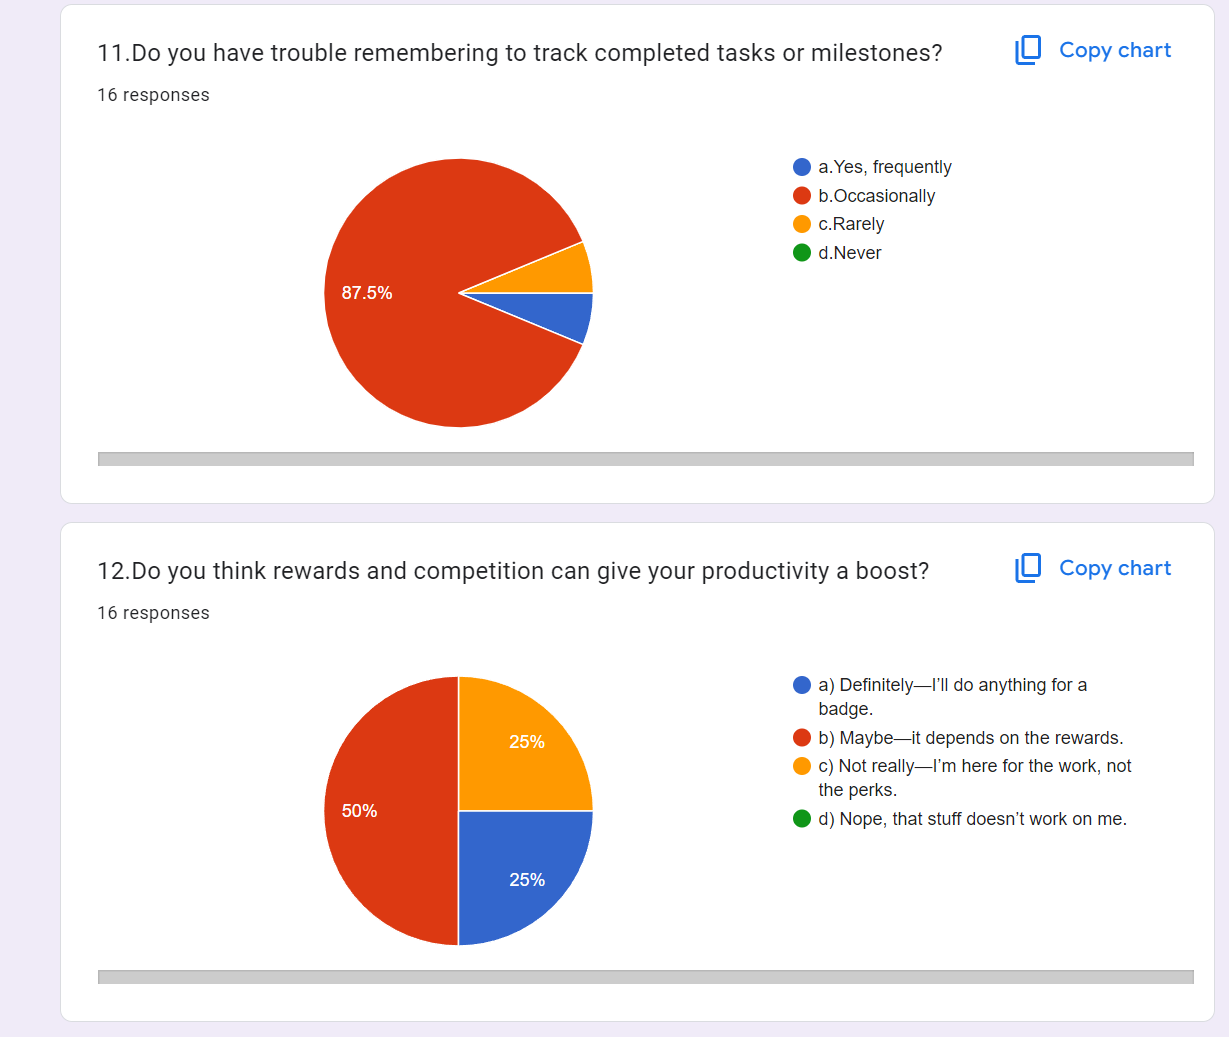 11.Do you have trouble remembering to track completed tasks or milestones?
Copy chart
16 responses
87.5%
a.Yes, frequently
b.Occasionally
c.Rarely
d.Never
12.Do you think rewards and competition can give your productivity a boost?
Copy chart
16 responses
25%
50%
25%
a) Definitely—I’ll do anything for a
badge.
b) Maybe—it depends on the rewards.
c) Not really—I’m here for the work, not
the perks.
d) Nope, that stuff doesn’t work on me.